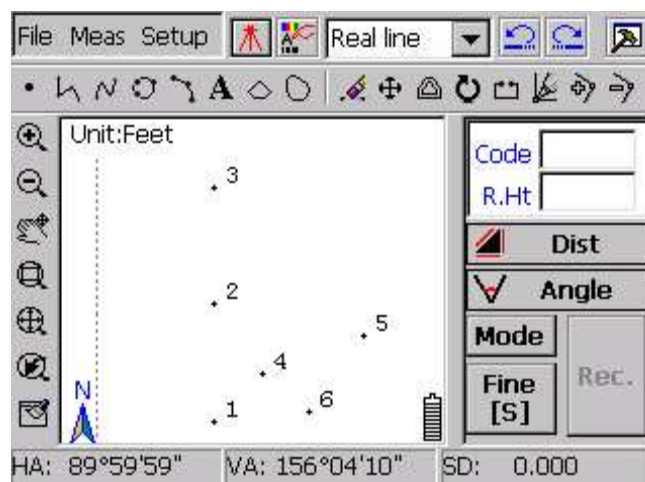 File Meas Setup Real line
A
Unit:Feet
Code
R.Ht
3
Dist
2
Angle
5
Mode
4
Rec.
Fine
[S]
N
1
6
HA: 89°59'59" VA: 156°04'10" SD: 0.000